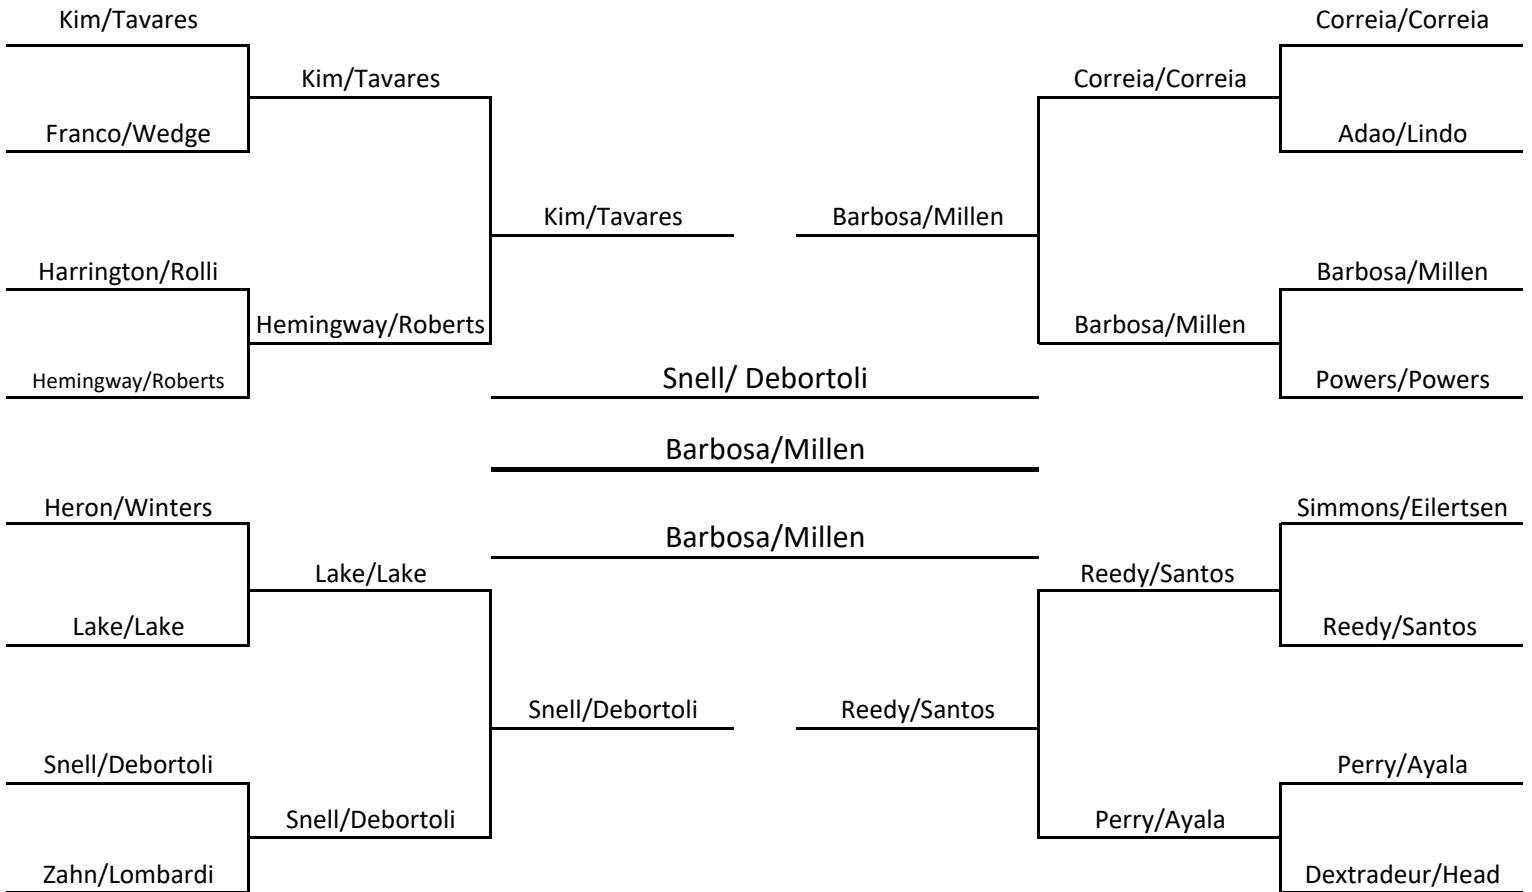 Kim/Tavares
Correia/Correia
Kim/Tavares
Correia/Correia
Franco/Wedge
Adao/Lindo
Kim/Tavares
Barbosa/Millen
Harrington/Rolli
Barbosa/Millen
Hemingway/Roberts
Barbosa/Millen
Hemingway/Roberts
Snell/ Debortoli
Powers/Powers
Barbosa/Millen
Heron/Winters
Simmons/Eilertsen
Barbosa/Millen
Lake/Lake
Reedy/Santos
Lake/Lake
Reedy/Santos
Snell/Debortoli
Reedy/Santos
Snell/Debortoli
Perry/Ayala
Snell/Debortoli
Perry/Ayala
Zahn/Lombardi
Dextradeur/Head